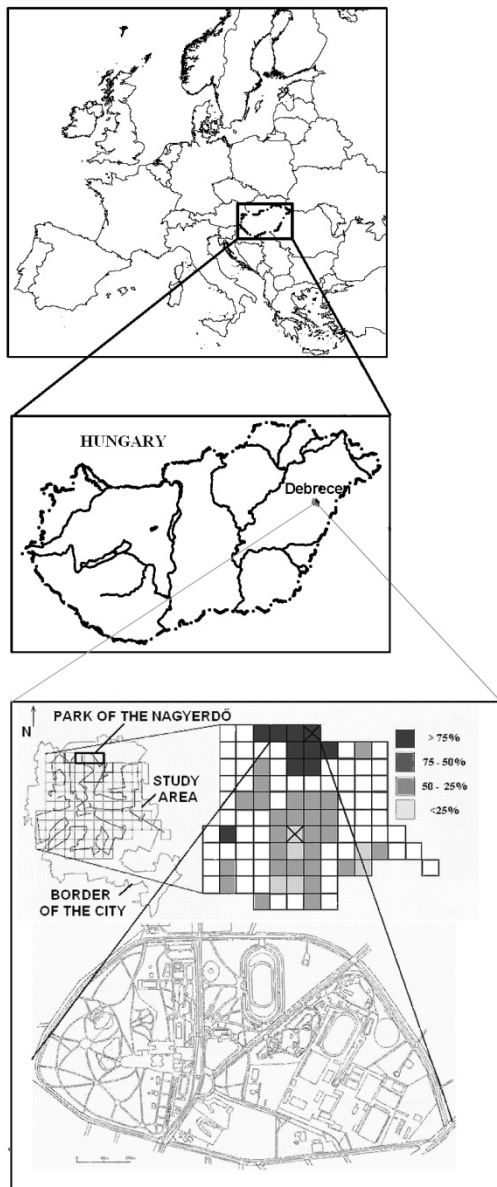 HUNGARY
Debrecen
PARK OF THE NAGYERDŐ
N
STUDY
AREA
BORDER
OF THE CITY
>75%
75 - 50%
50 - 25%
<25%